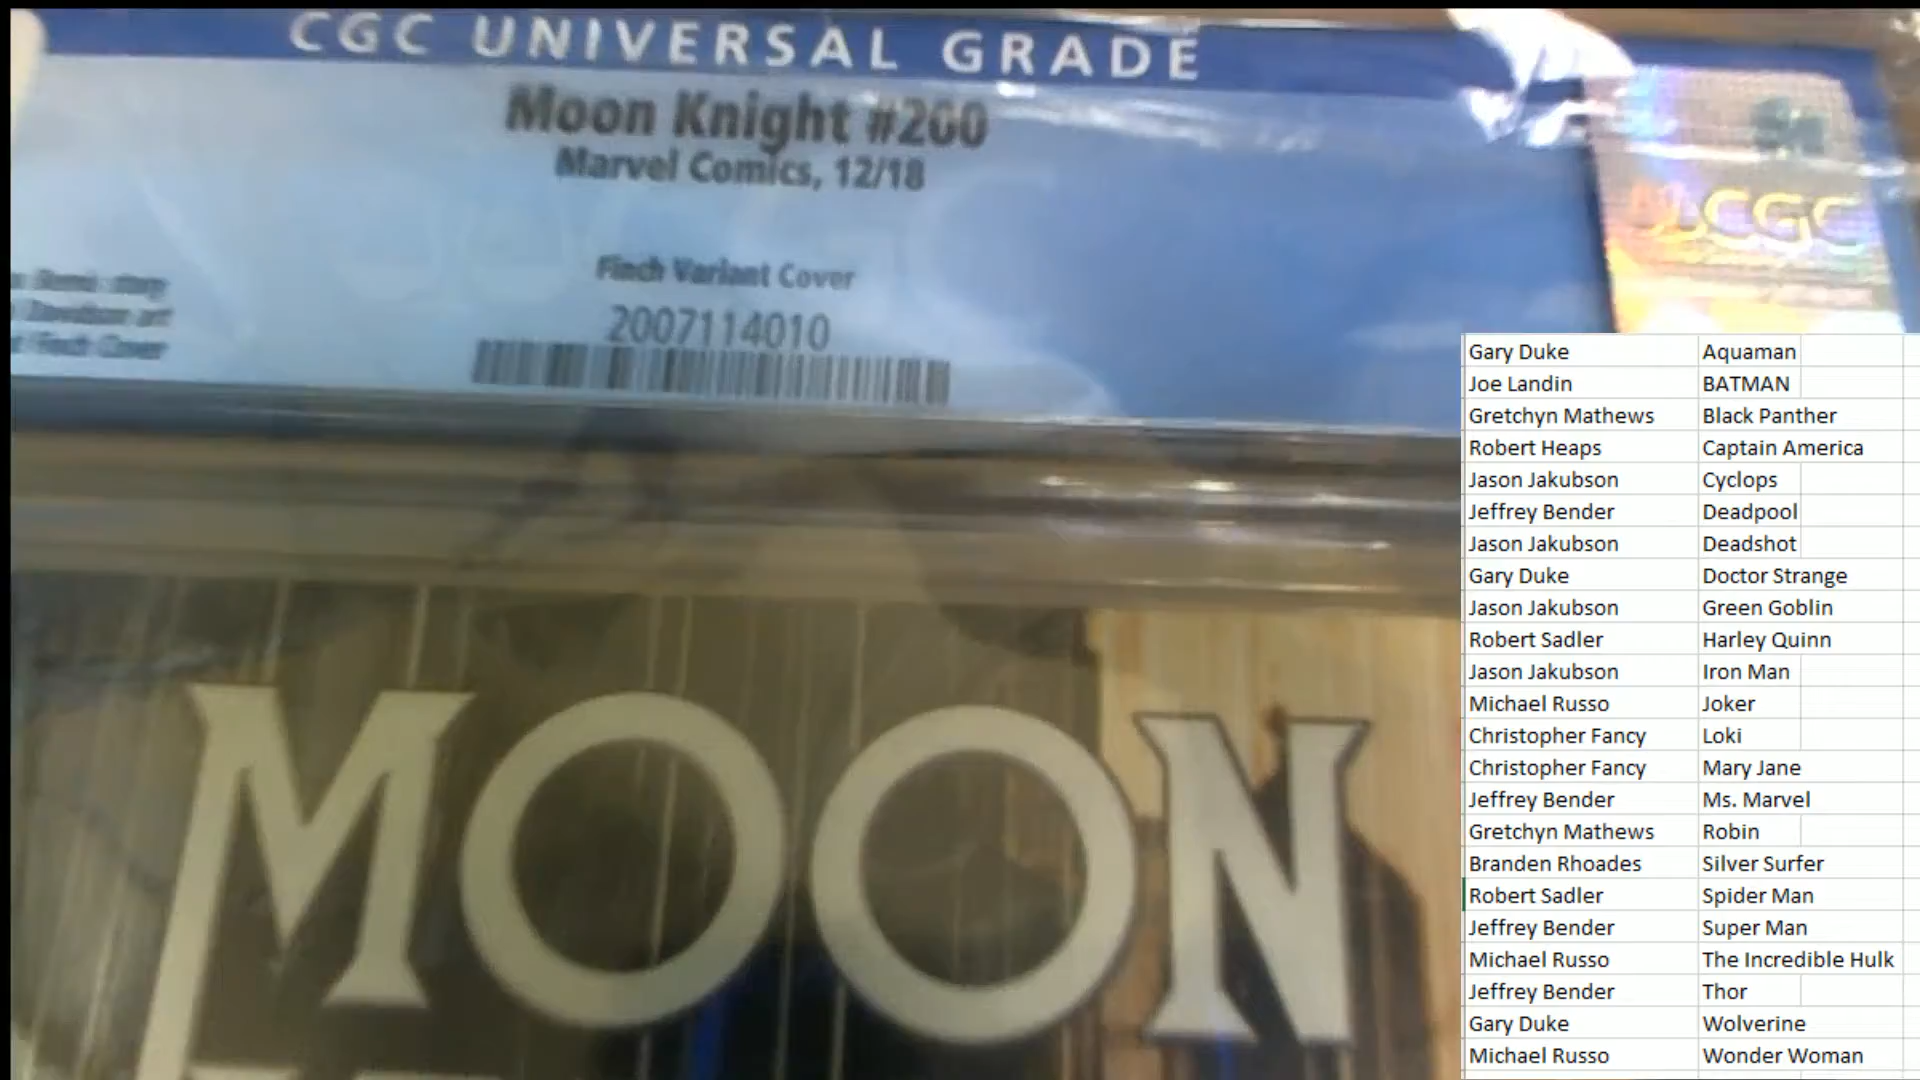 CGC UNIVERSAL GRADE
Moon Knight #200
Marvel Comics, 12/18
story
Davidson art
Finch Cover
Finch Variant Cover
2007114010
CGC
MOON
Gary Duke Aquaman
Joe Landin BATMAN
Gretchyn Mathews Black Panther
Robert Heaps Captain America
Jason Jakubson Cyclops
Jeffrey Bender Deadpool
Jason Jakubson Deadshot
Gary Duke Doctor Strange
Jason Jakubson Green Goblin
Robert Sadler Harley Quinn
Jason Jakubson Iron Man
Michael Russo Joker
Christopher Fancy Loki
Christopher Fancy Mary Jane
Jeffrey Bender Ms. Marvel
Gretchyn Mathews Robin
Branden Rhoades Silver Surfer
Robert Sadler Spider Man
Jeffrey Bender Super Man
Michael Russo The Incredible Hulk
Jeffrey Bender Thor
Gary Duke Wolverine
Michael Russo Wonder Woman